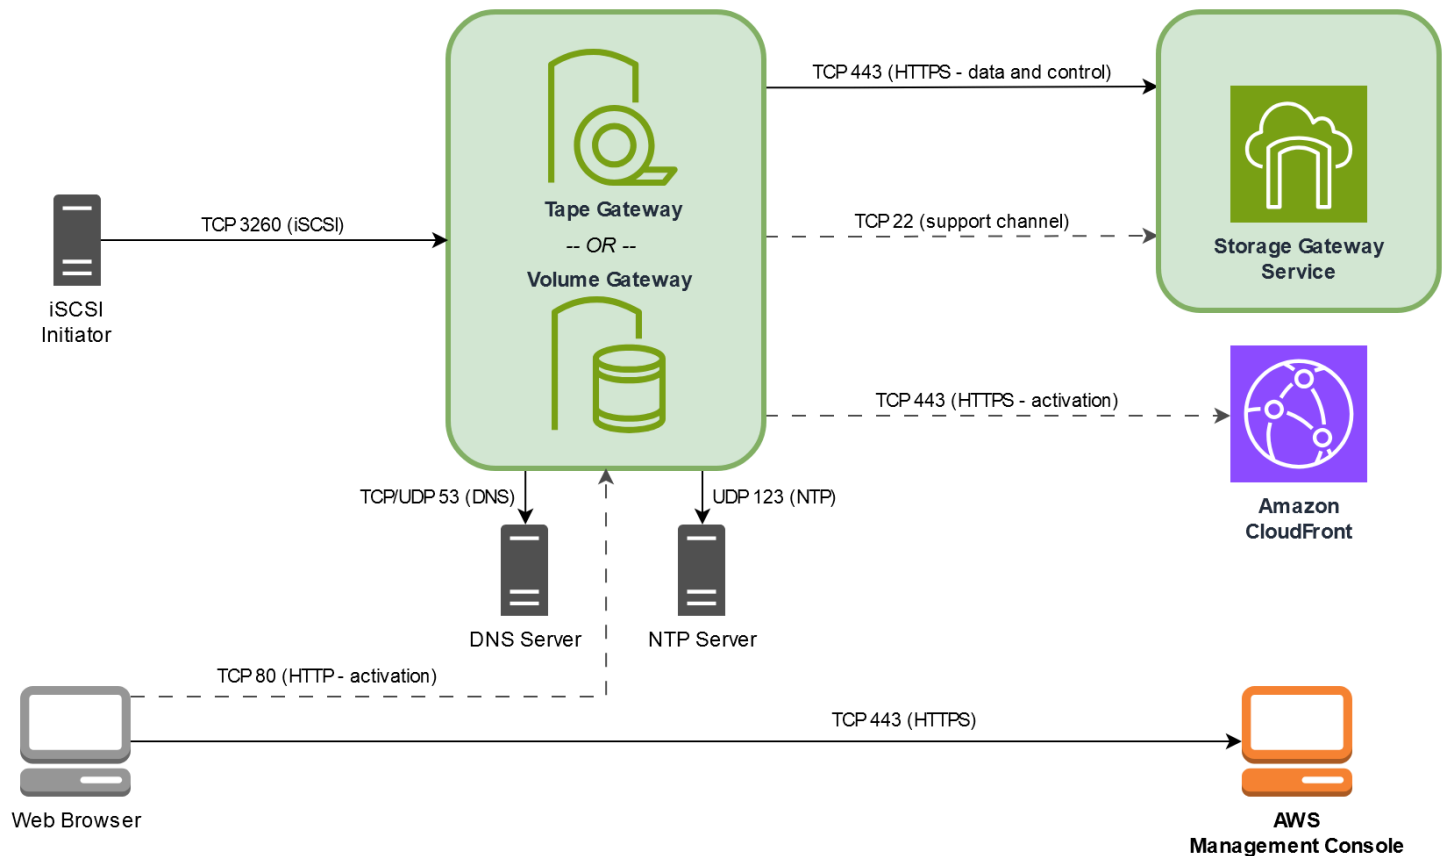 TCP 443 (HTTPS - data and control)
TCP 3260 (iSCSI)
Tape Gateway
-- OR --
Volume Gateway
TCP 22 (support channel)
Storage Gateway
Service
iSCSI
Initiator
TCP 443 (HTTPS - activation)
Amazon
CloudFront
TCP/UDP 53 (DNS)
UDP 123 (NTP)
DNS Server
NTP Server
TCP 80 (HTTP - activation)
TCP 443 (HTTPS)
Web Browser
AWS
Management Console